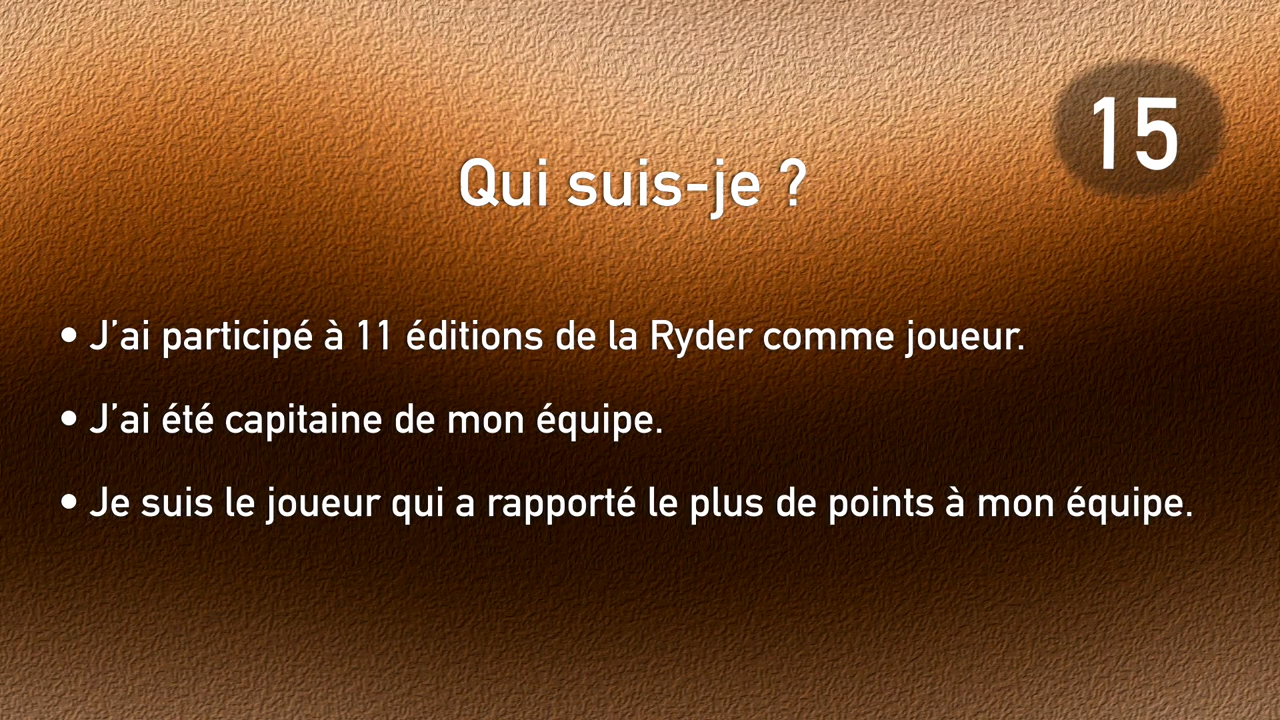 15
Qui suis-je ?
• J’ai participé à 11 éditions de la Ryder comme joueur.
• J’ai été capitaine de mon équipe.
• Je suis le joueur qui a rapporté le plus de points à mon équipe.